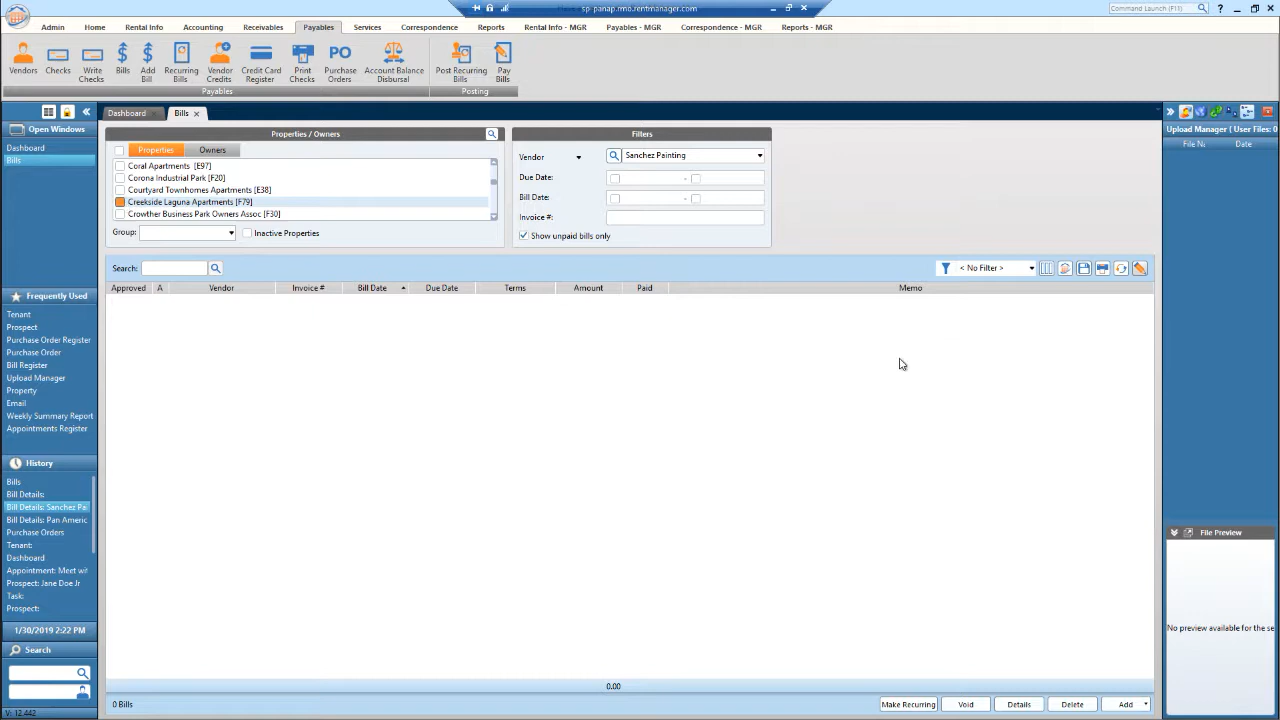 sp-panap.rmo.rentmanager.com
Command Launch (F11)
Admin Home Rental Info Accounting Receivables Payables Services Correspondence Reports Rental Info - MGR Payables - MGR Correspondence - MGR Reports - MGR
PO
Vendors Checks Write Checks Bills Add Bill Recurring Bills Vendor Credits Credit Card Register Print Checks Purchase Orders Account Balance Disbursal Post Recurring Bills Pay Bills
Payables Posting
Open Windows
Dashboard
Bills
Dashboard Bills
Properties / Owners
Properties Owners
Coral Apartments [E97]
Corona Industrial Park [F20]
Courtyard Townhomes Apartments [E38]
Creekside Laguna Apartments [F79]
Crowther Business Park Owners Assoc [F30]
Group: Inactive Properties
Filters
Vendor Sanchez Painting
Due Date: -
Bill Date: -
Invoice #:
Show unpaid bills only
Search: < No Filter >
Approved A Vendor Invoice # Bill Date Due Date Terms Amount Paid Memo
Frequently Used
Tenant
Prospect
Purchase Order Register
Purchase Order
Bill Register
Upload Manager
Property
Email
Weekly Summary Report
Appointments Register
History
Bills
Bill Details:
Bill Details: Sanchez Pa
Bill Details: Pan Americ
Purchase Orders
Tenant:
Dashboard
Appointment: Meet wit
Prospect: Jane Doe Jr
Task:
Prospect:
1/30/2019 2:22 PM
Search
V: 12.442
0.00
0 Bills Make Recurring Void Details Delete Add
Upload Manager ( User Files: 0
File Na Date
File Preview
No preview available for the se